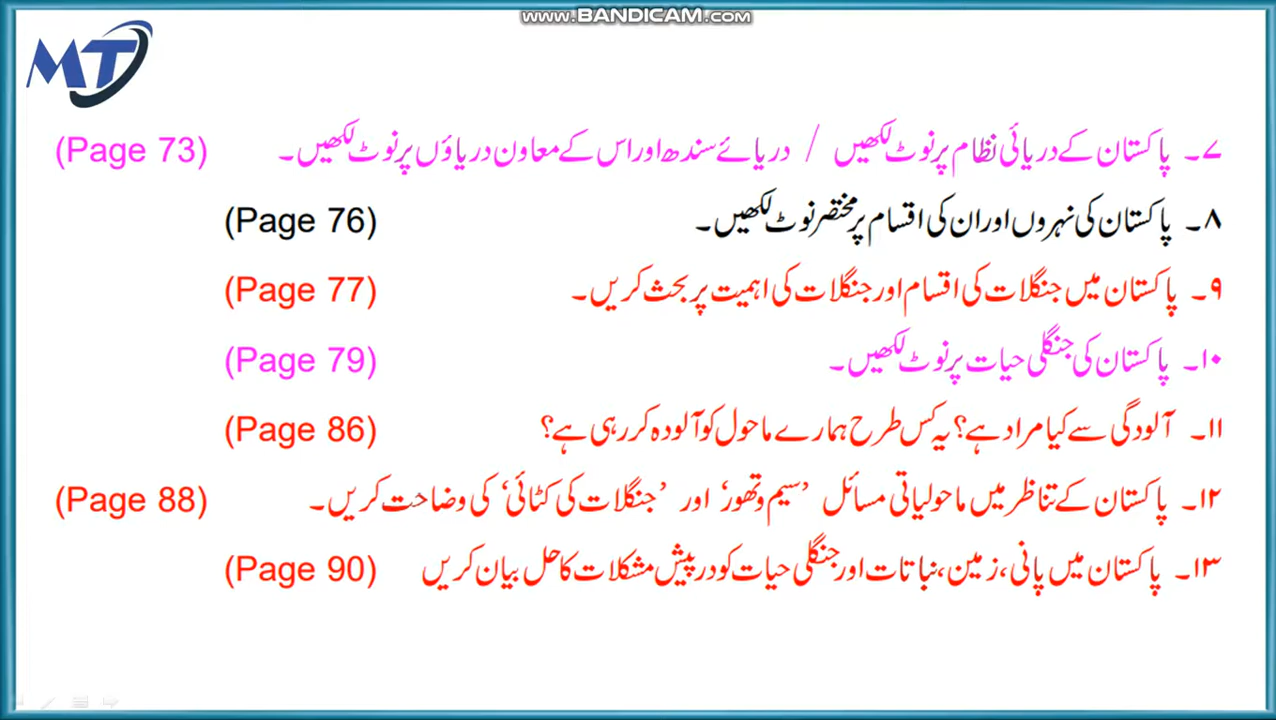 WWW.BANDICAM.COM
MT
۷۔ پاکستان کے دریائی نظام پر نوٹ لکھیں / دریائے سندھ اور اس کے معاون دریاؤں پر نوٹ لکھیں۔ (Page 73)
۸۔ پاکستان کی نہروں اور ان کی اقسام پر مختصر نوٹ لکھیں۔ (Page 76)
۹۔ پاکستان میں جنگلات کی اقسام اور جنگلات کی اہمیت پر بحث کریں۔ (Page 77)
۱۰۔ پاکستان کی جنگلی حیات پر نوٹ لکھیں۔ (Page 79)
۱۱۔ آلودگی سے کیا مراد ہے؟ یہ کس طرح ہمارے ماحول کو آلودہ کر رہی ہے؟ (Page 86)
۱۲۔ پاکستان کے تناظر میں ماحولیاتی مسائل ’سیم وتھور‘ اور ’جنگلات کی کٹائی‘ کی وضاحت کریں۔ (Page 88)
۱۳۔ پاکستان میں پانی، زمین، نباتات اور جنگلی حیات کو درپیش مشکلات کا حل بیان کریں (Page 90)